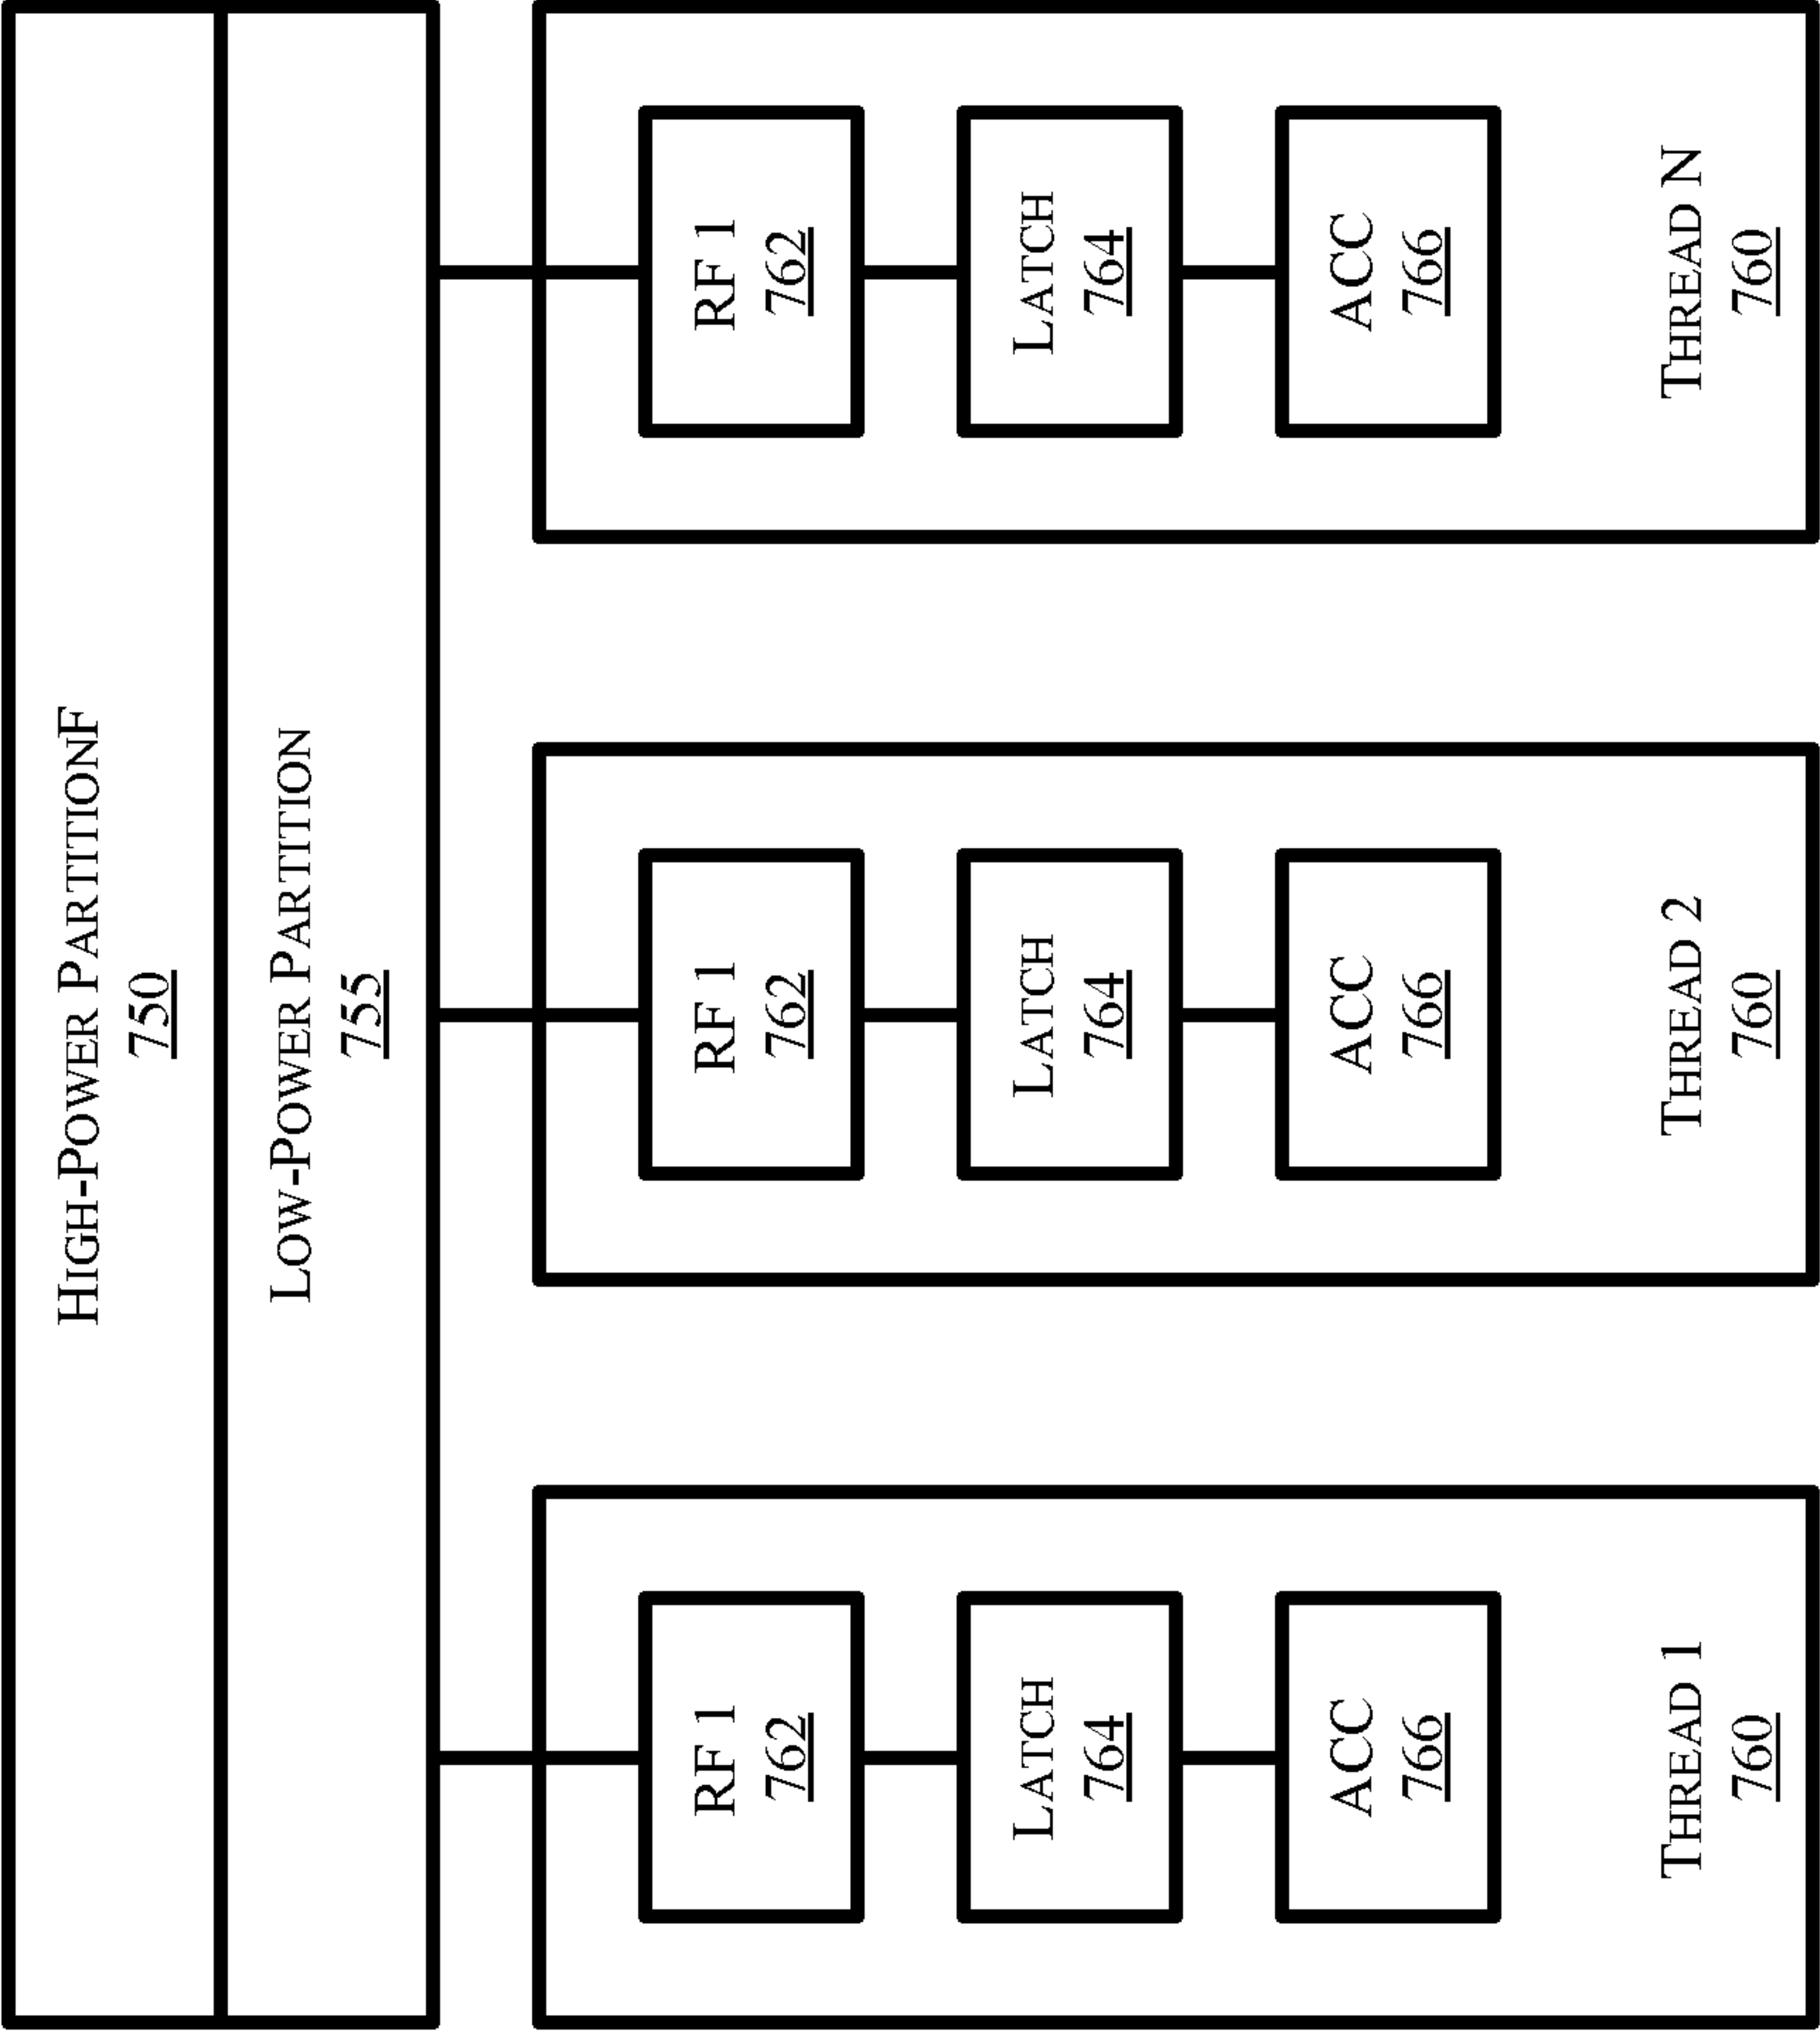 HIGH-POWER PARTITIONF
750
LOW-POWER PARTITION
755
RF 1
762
LATCH
764
ACC
766
THREAD 1
760
RF 1
762
LATCH
764
ACC
766
THREAD 2
760
RF 1
762
LATCH
764
ACC
766
THREAD N
760